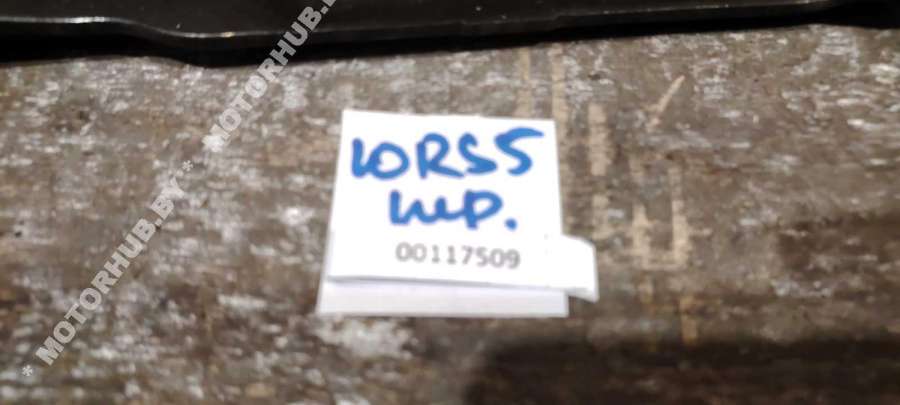 * MOTORHUB.BY * MOTORHUB.BY
10RS5
шр.
00117509